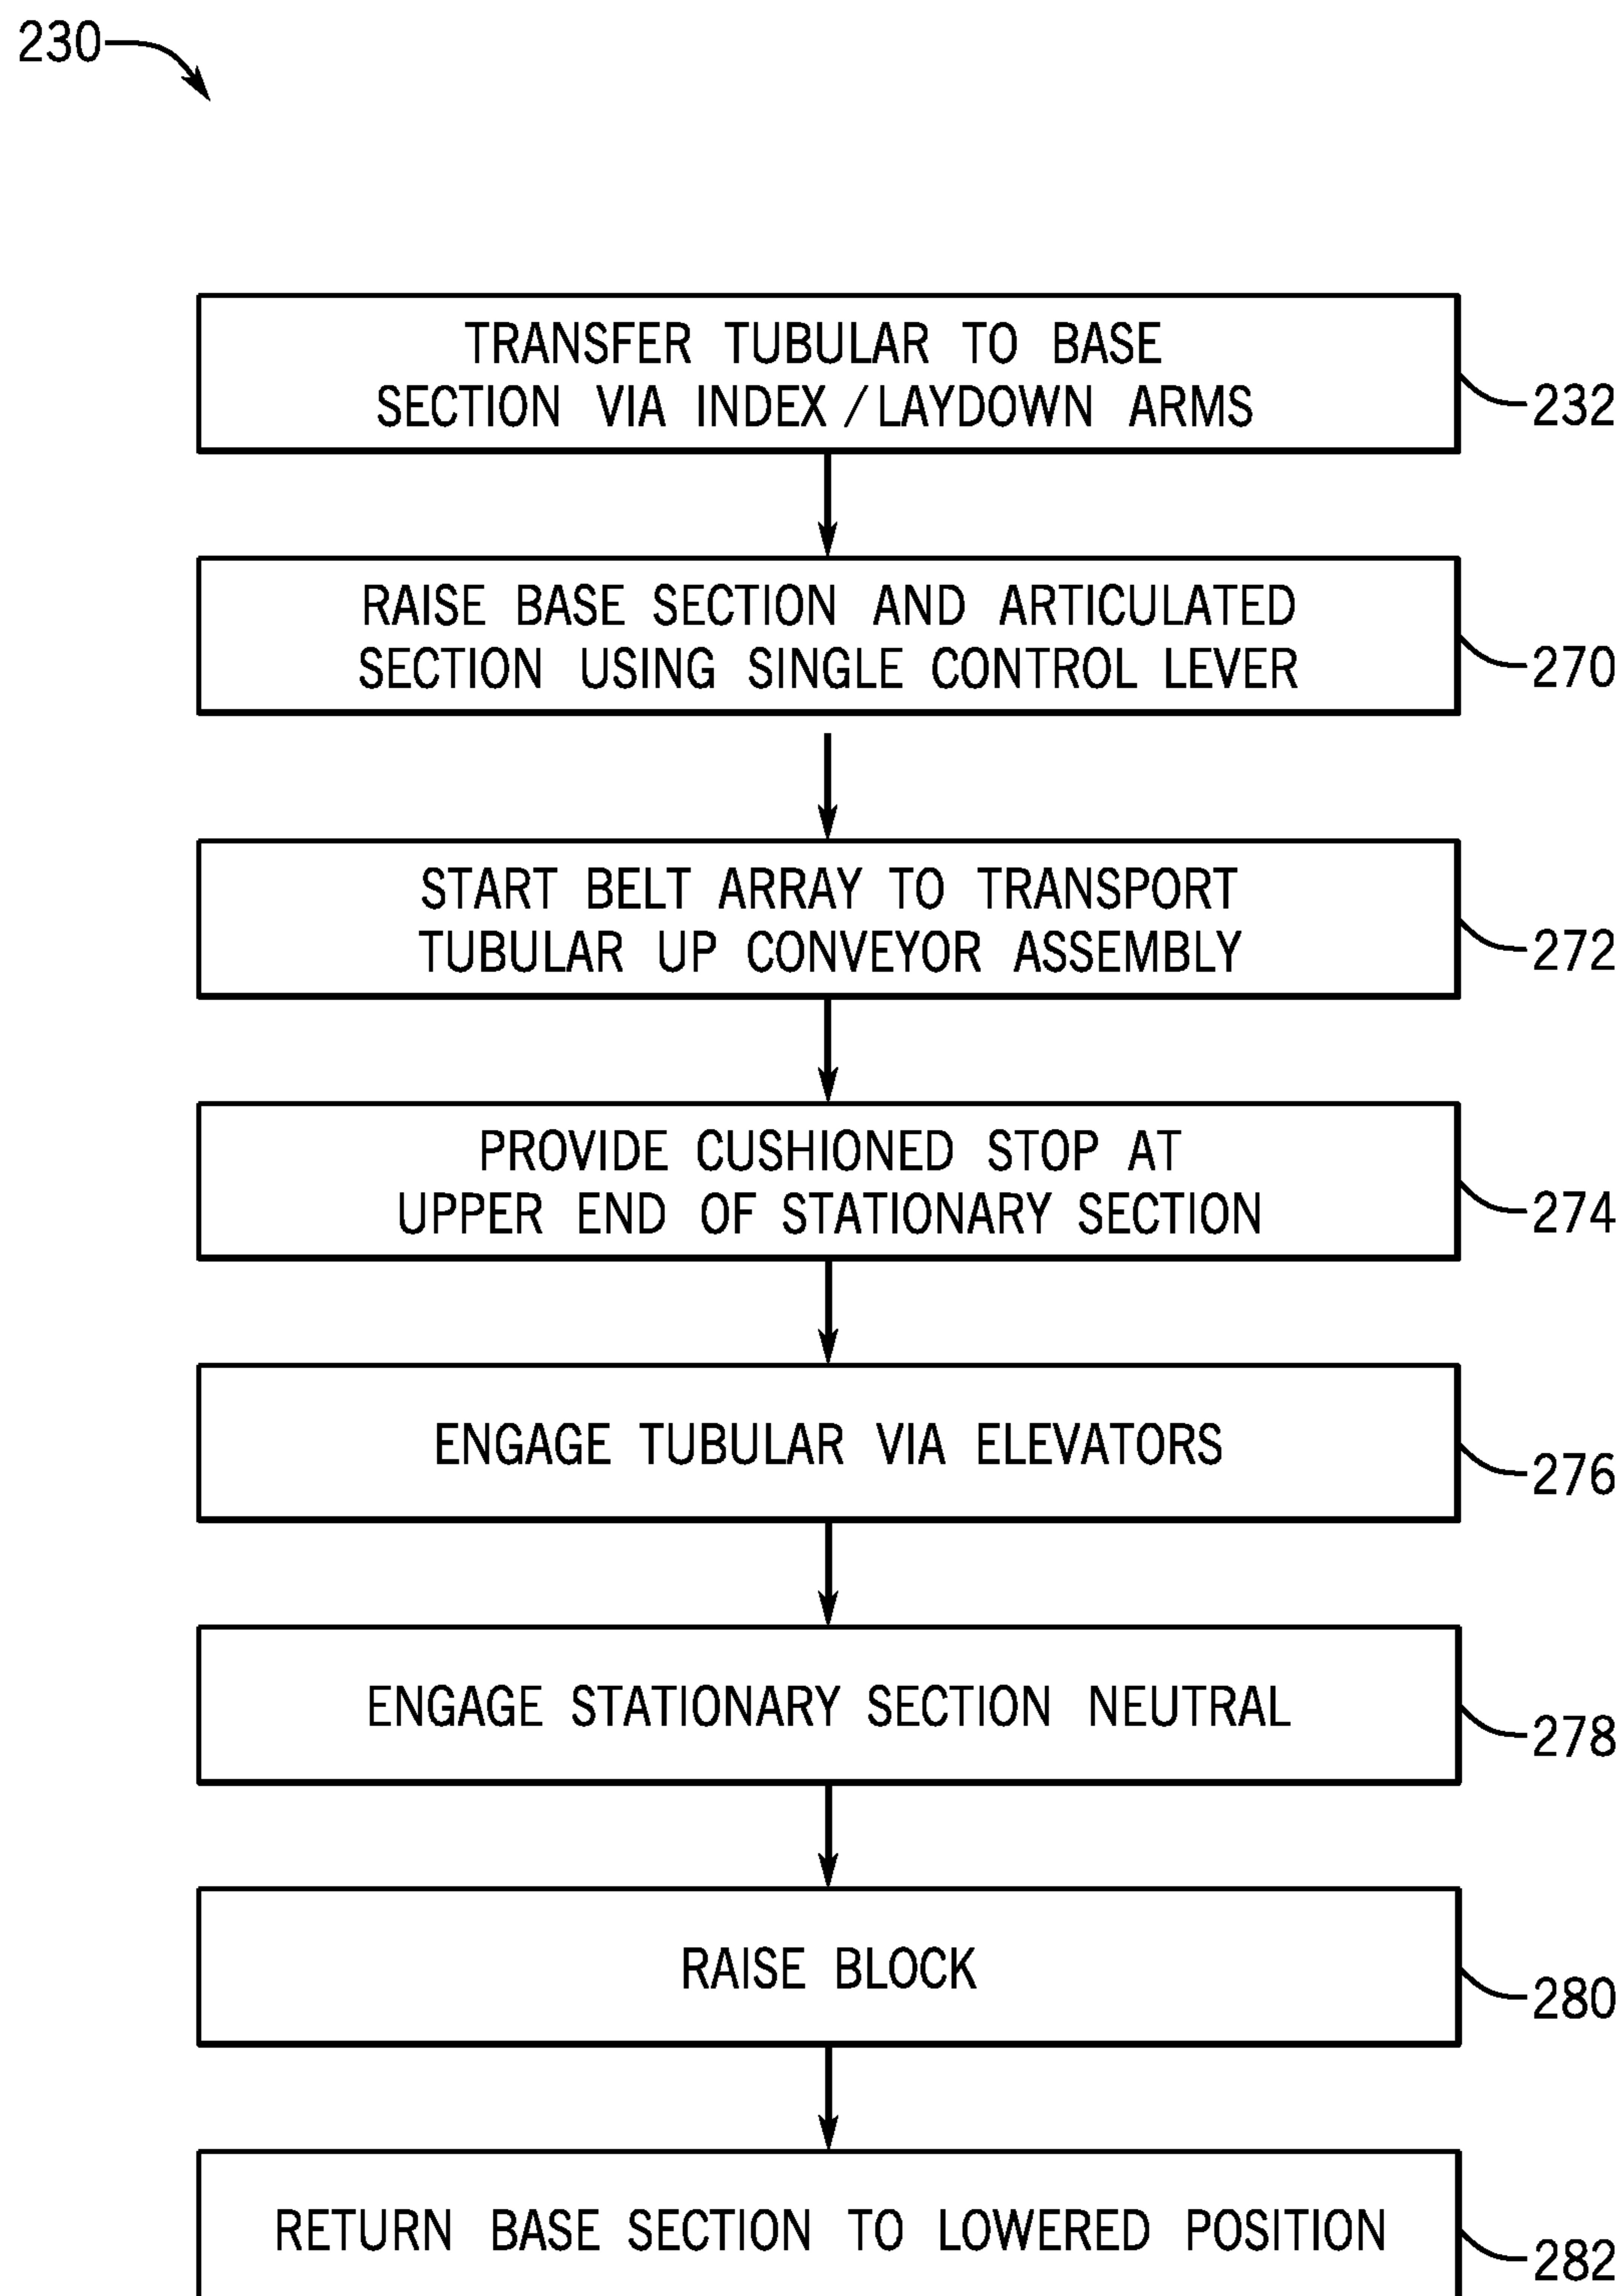 230
TRANSFER TUBULAR TO BASE
SECTION VIA INDEX/LAYDOWN ARMS
232
RAISE BASE SECTION AND ARTICULATED
SECTION USING SINGLE CONTROL LEVER
270
START BELT ARRAY TO TRANSPORT
TUBULAR UP CONVEYOR ASSEMBLY
272
PROVIDE CUSHIONED STOP AT
UPPER END OF STATIONARY SECTION
274
ENGAGE TUBULAR VIA ELEVATORS
276
ENGAGE STATIONARY SECTION NEUTRAL
278
RAISE BLOCK
280
RETURN BASE SECTION TO LOWERED POSITION
282